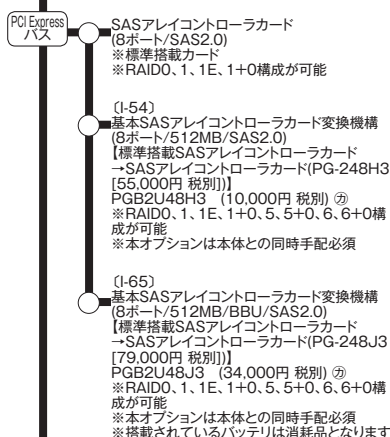 PCI Express
バス
SASアレイコントローラカード
(8ポート/SAS2.0)
※標準搭載カード
※RAID0、1、1E、1+0構成が可能
〔I-54〕
基本SASアレイコントローラカード変換機構
(8ポート/512MB/SAS2.0)
【標準搭載SASアレイコントローラカード
→SASアレイコントローラカード(PG-248H3
[55,000円 税別])】
PGB2U48H3 (10,000円 税別) ㋕
※RAID0、1、1E、1+0、5、5+0、6、6+0構
成が可能
※本オプションは本体との同時手配必須
〔I-65〕
基本SASアレイコントローラカード変換機構
(8ポート/512MB/BBU/SAS2.0)
【標準搭載SASアレイコントローラカード
→SASアレイコントローラカード(PG-248J3
[79,000円 税別])】
PGB2U48J3 (34,000円 税別) ㋕
※RAID0、1、1E、1+0、5、5+0、6、6+0構
成が可能
※本オプションは本体との同時手配必須
※搭載されているバッテリは消耗品となります